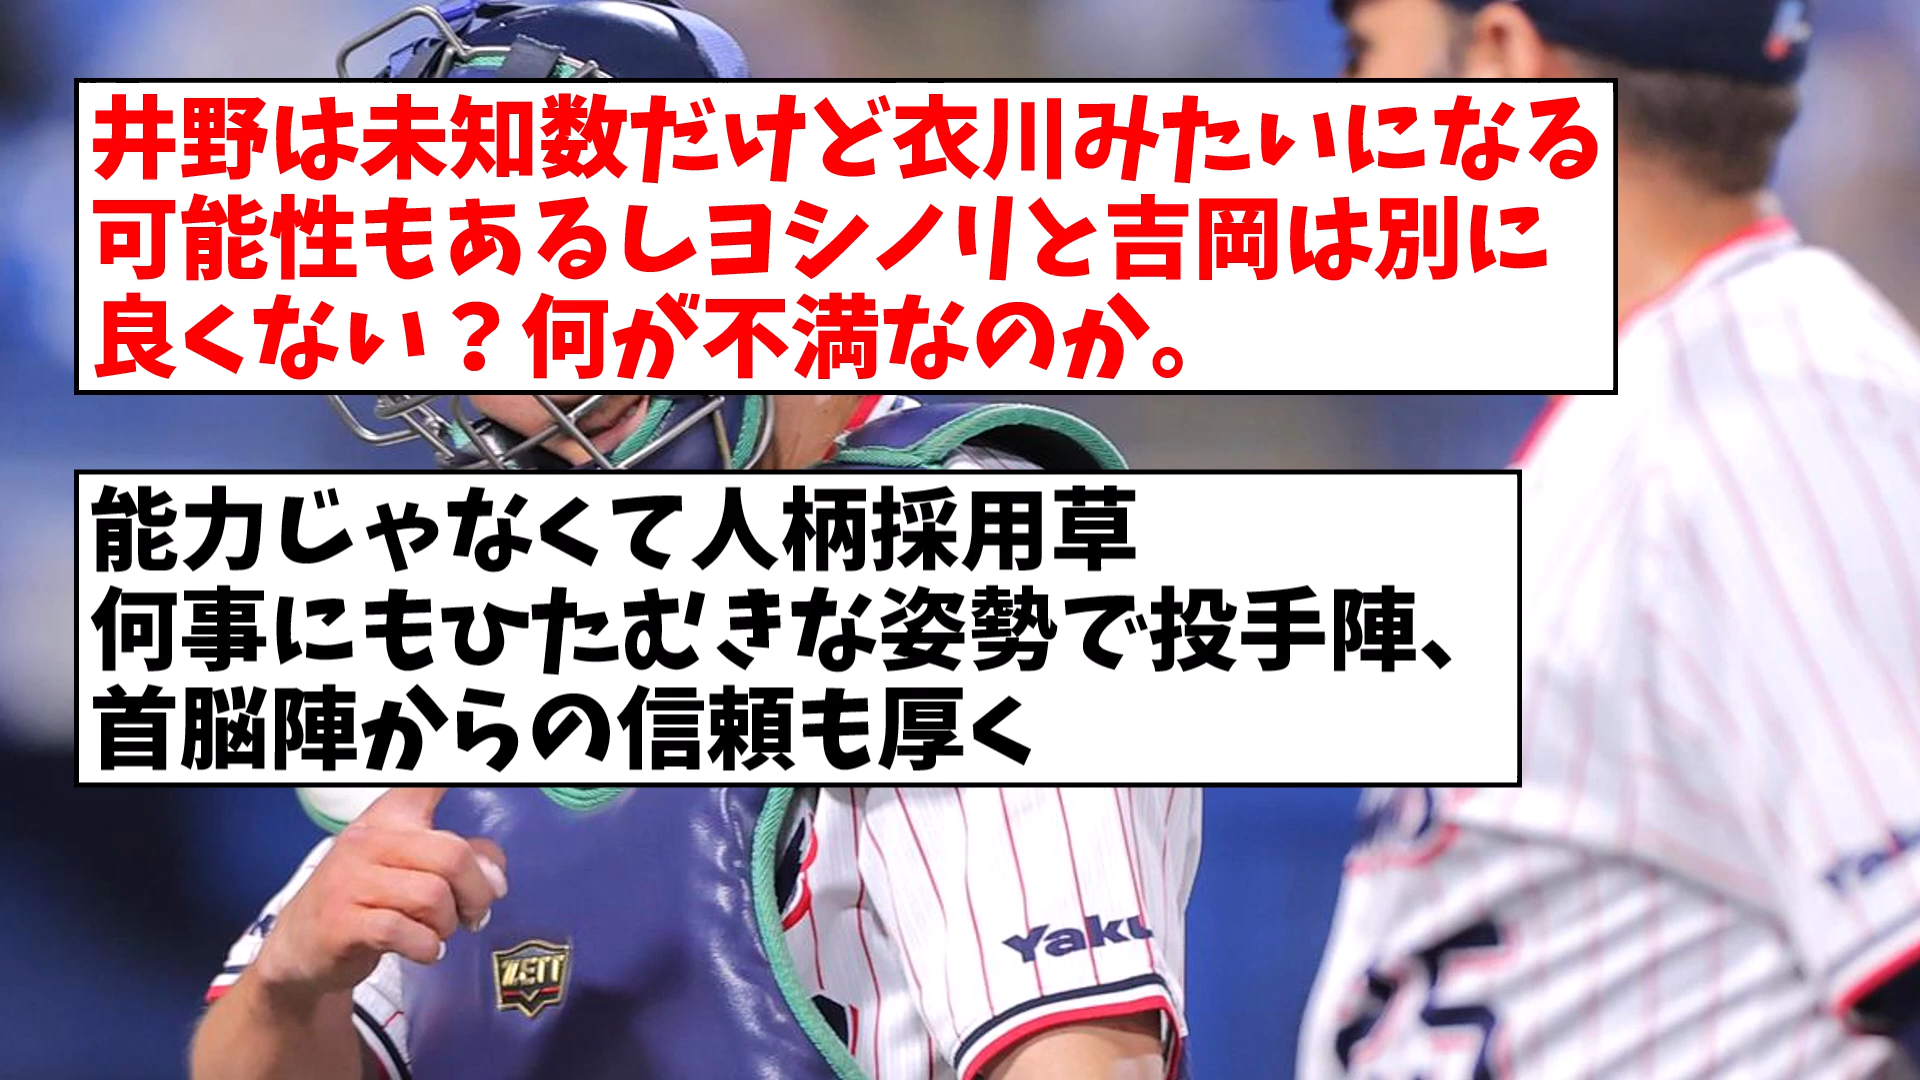 井野は未知数だけど衣川みたいになる
可能性もあるしヨシノリと吉岡は別に
良くない？何が不満なのか。
能力じゃなくて人柄採用草
何事にもひたむきな姿勢で投手陣、
首脳陣からの信頼も厚く
ZETT